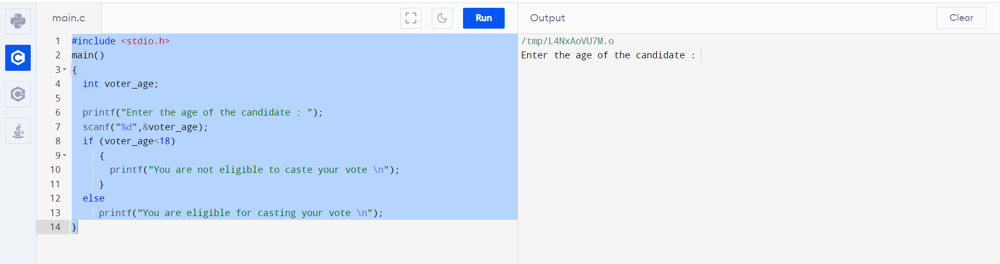 main.c
Run
Output
Clear
1 #include <stdio.h>
2 main()
3 {
4 int voter_age;
5
6 printf("Enter the age of the candidate : ");
7 scanf("%d",&voter_age);
8 if (voter_age<18)
9 {
10 printf("You are not eligible to caste your vote \n");
11 }
12 else
13 printf("You are eligible for casting your vote \n");
14 }
/tmp/L4NxAoVU7M.o
Enter the age of the candidate :